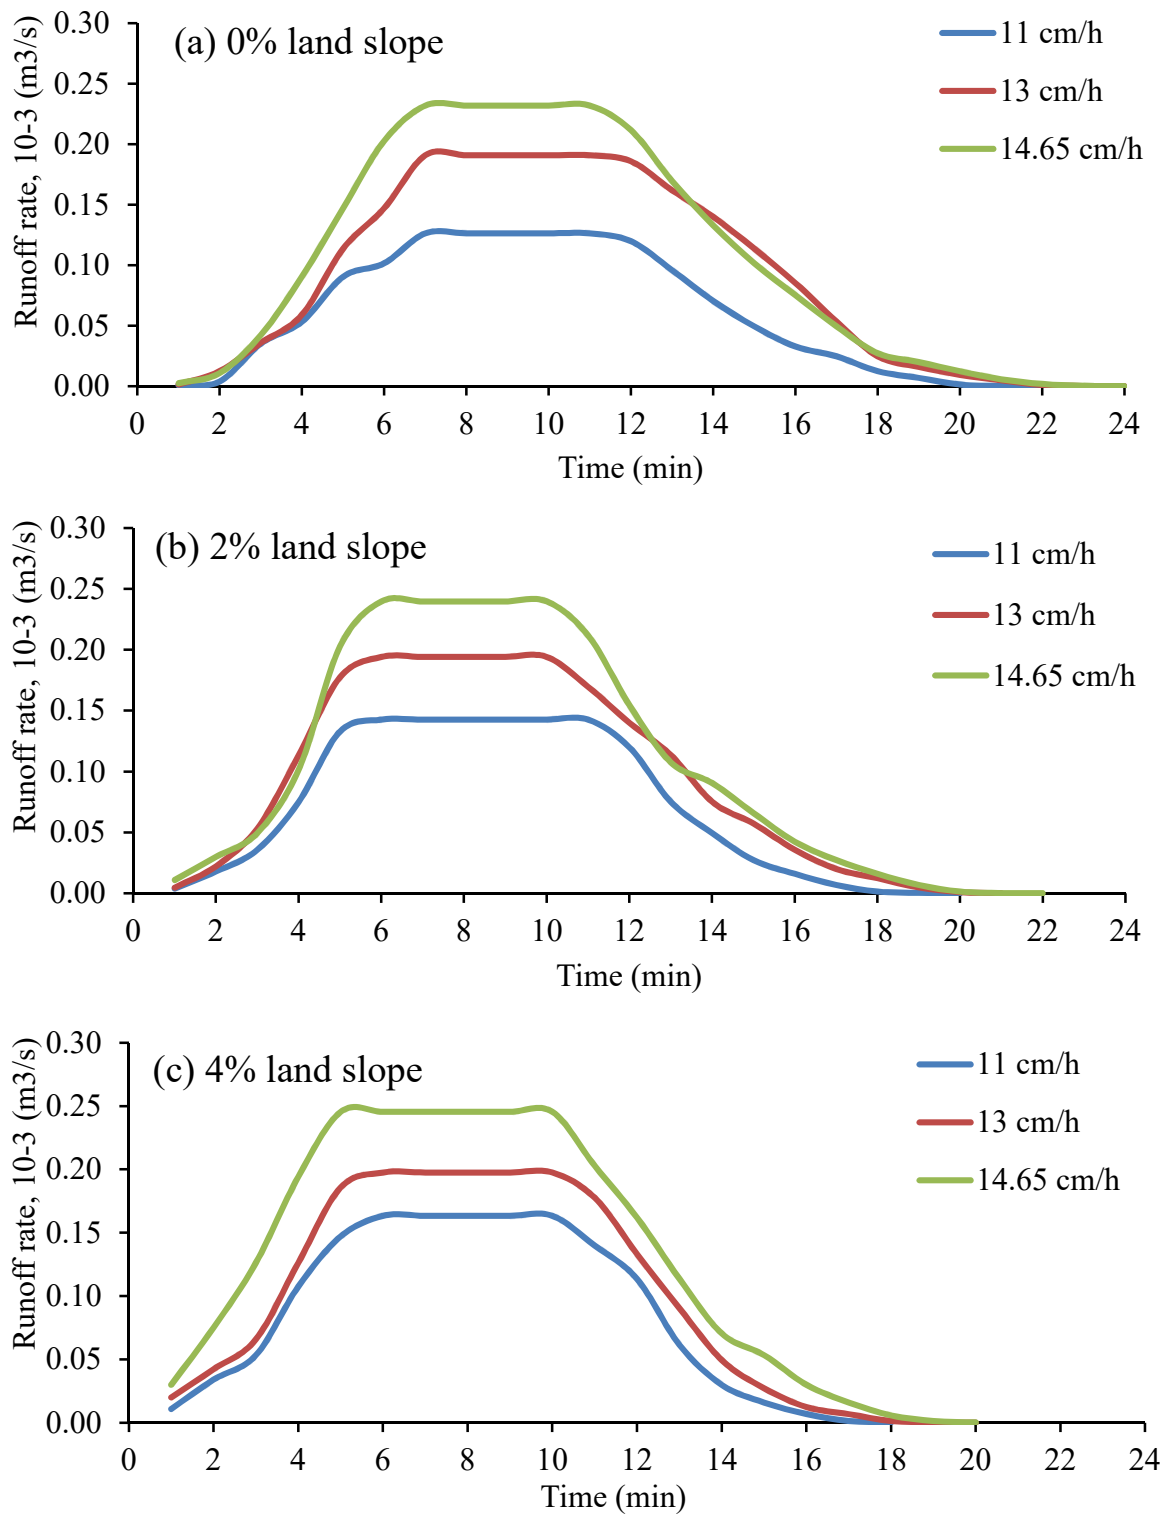 (a) 0% land slope
Runoff rate, 10-3 (m3/s)
0.30
0.25
0.20
0.15
0.10
0.05
0.00
0 2 4 6 8 10 12 14 16 18 20 22 24
Time (min)
11 cm/h
13 cm/h
14.65 cm/h
(b) 2% land slope
Runoff rate, 10-3 (m3/s)
0.30
0.25
0.20
0.15
0.10
0.05
0.00
0 2 4 6 8 10 12 14 16 18 20 22 24
Time (min)
11 cm/h
13 cm/h
14.65 cm/h
(c) 4% land slope
Runoff rate, 10-3 (m3/s)
0.30
0.25
0.20
0.15
0.10
0.05
0.00
0 2 4 6 8 10 12 14 16 18 20 22 24
Time (min)
11 cm/h
13 cm/h
14.65 cm/h